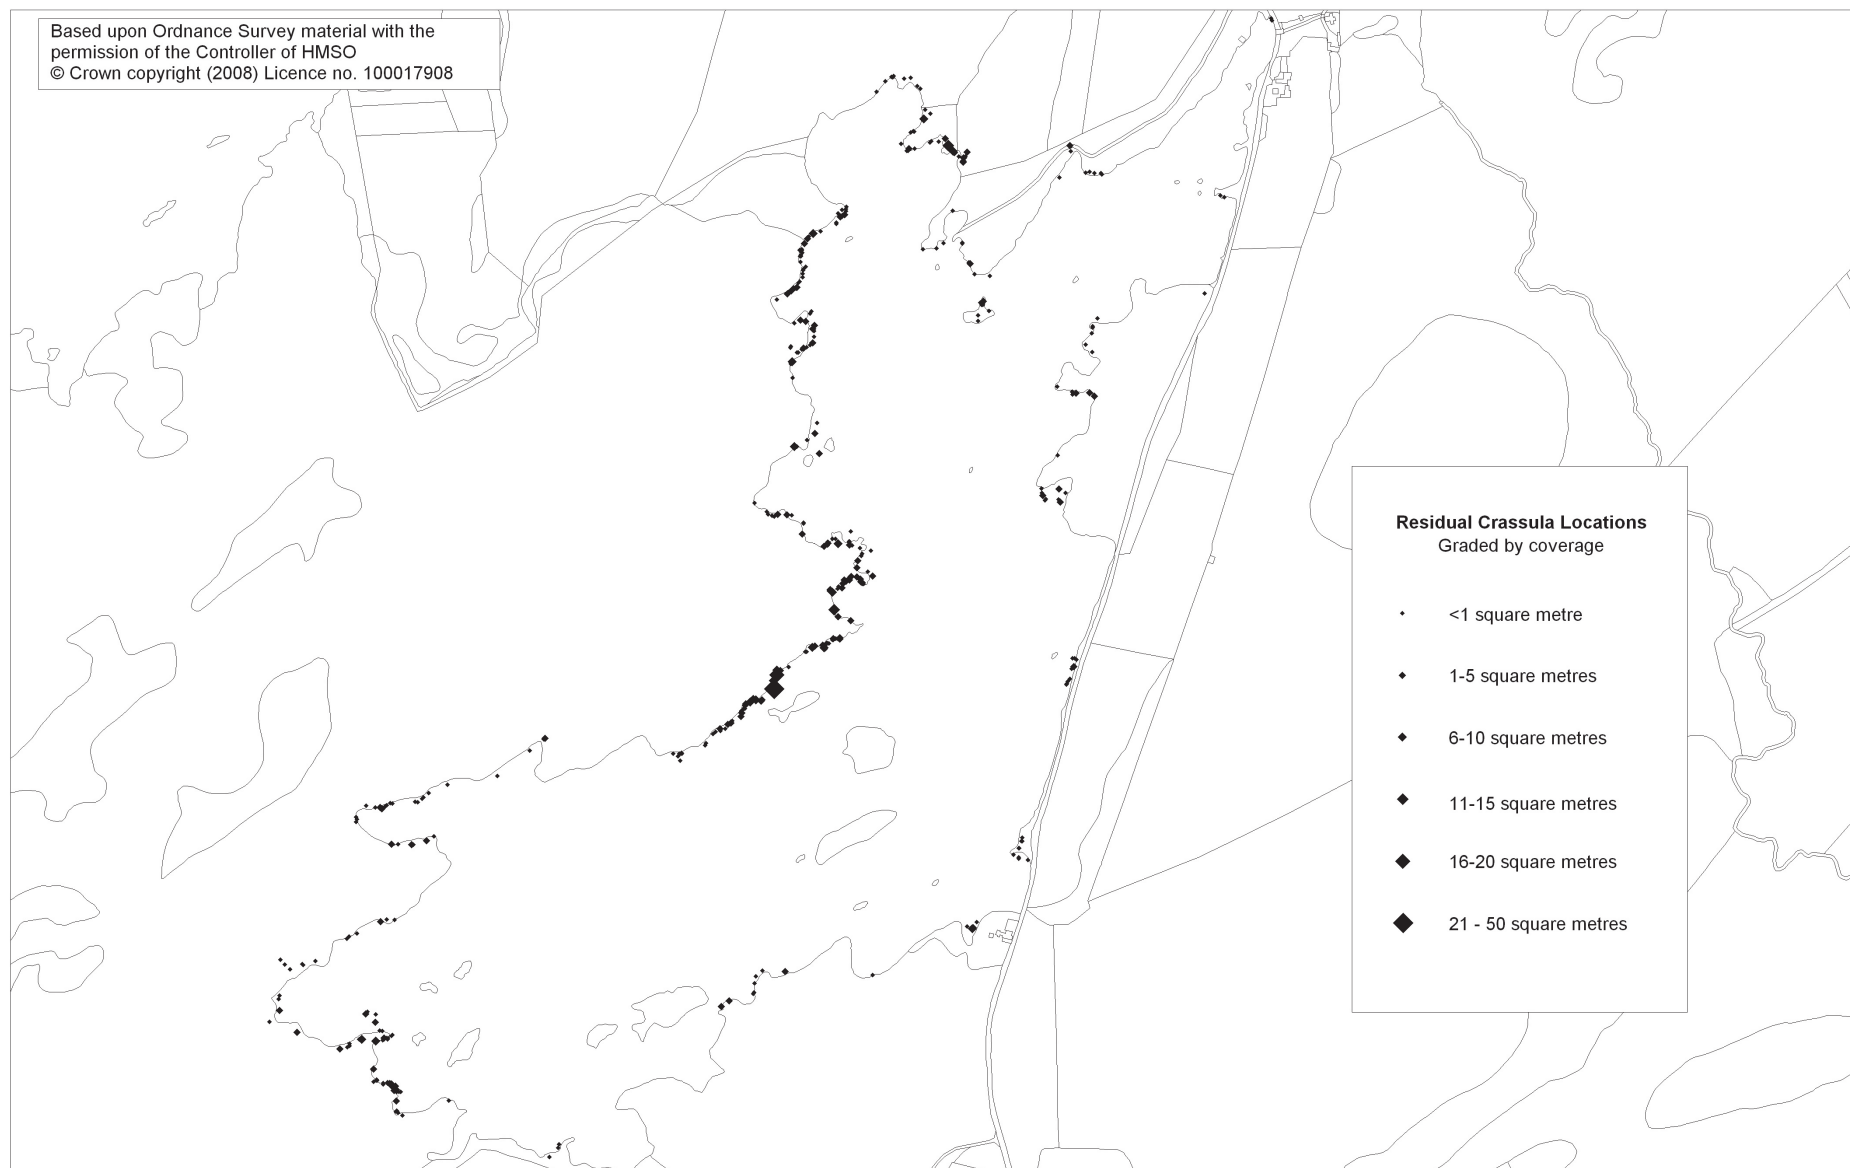 Based upon Ordnance Survey material with the
permission of the Controller of HMSO
© Crown copyright (2008) Licence no. 100017908
Residual Crassula Locations
Graded by coverage
<1 square metre
1-5 square metres
6-10 square metres
11-15 square metres
16-20 square metres
21 - 50 square metres